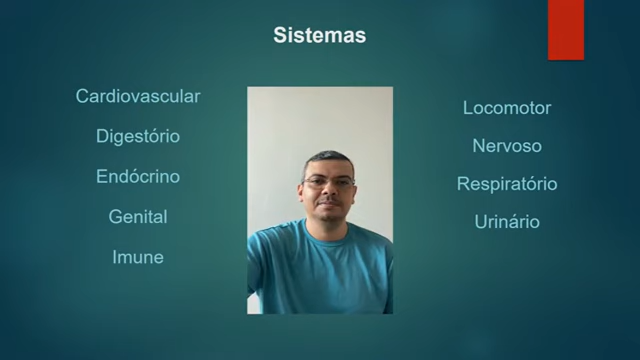 Sistemas
Cardiovascular
Digestório
Endócrino
Genital
Imune
Locomotor
Nervoso
Respiratório
Urinário